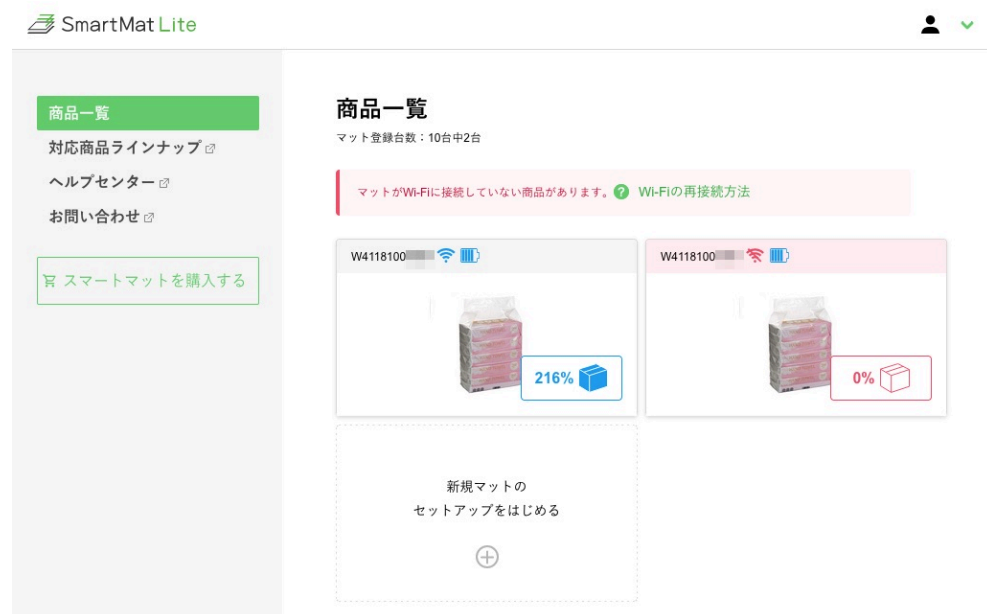 SmartMat Lite
商品一覧
対応商品ラインナップ
ヘルプセンター
お問い合わせ
スマートマットを購入する
商品一覧
マット登録台数：10台中2台
マットがWi-Fiに接続していない商品があります。 ? Wi-Fiの再接続方法
W4118100
216%
W4118100
0%
新規マットの
セットアップをはじめる